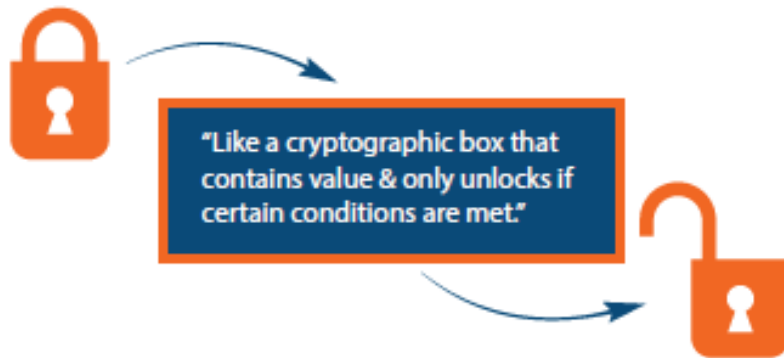 “Like a cryptographic box that
contains value & only unlocks if
certain conditions are met.”